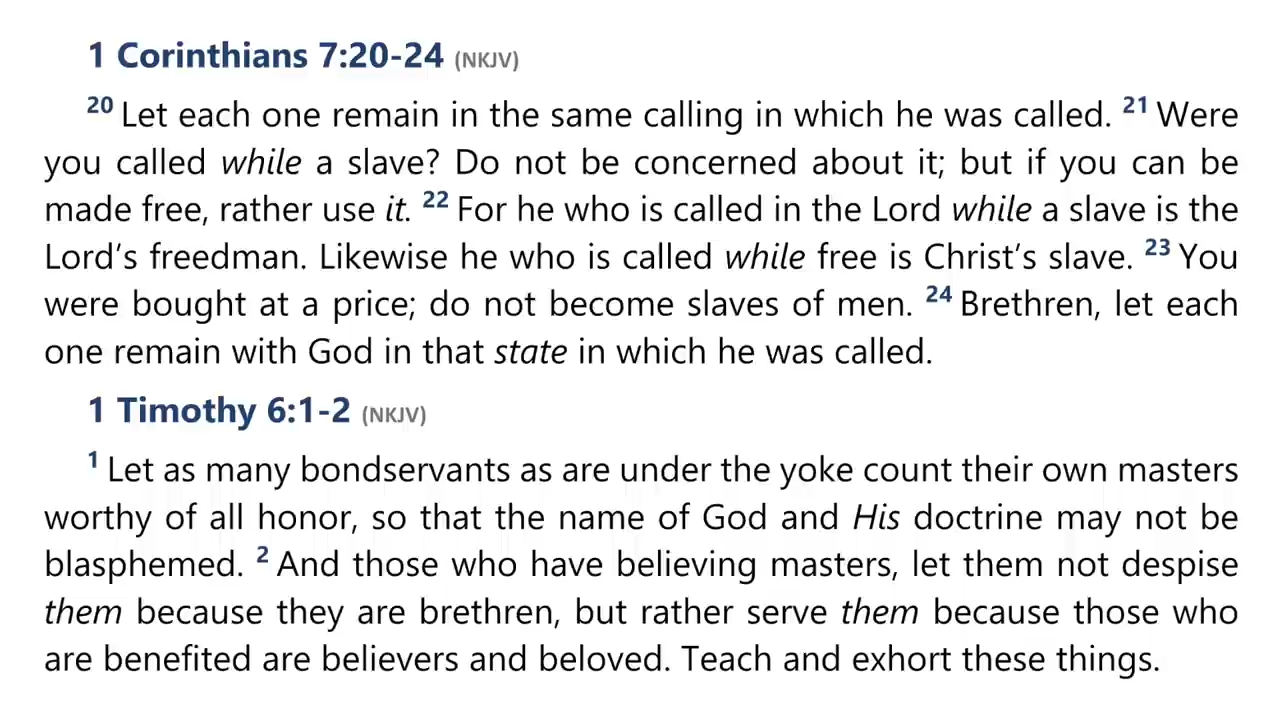 1 Corinthians 7:20-24 (NKJV)
20 Let each one remain in the same calling in which he was called. 21 Were
you called while a slave? Do not be concerned about it; but if you can be
made free, rather use it. 22 For he who is called in the Lord while a slave is the
Lord’s freedman. Likewise he who is called while free is Christ’s slave. 23 You
were bought at a price; do not become slaves of men. 24 Brethren, let each
one remain with God in that state in which he was called.
1 Timothy 6:1-2 (NKJV)
1 Let as many bondservants as are under the yoke count their own masters
worthy of all honor, so that the name of God and His doctrine may not be
blasphemed. 2 And those who have believing masters, let them not despise
them because they are brethren, but rather serve them because those who
are benefited are believers and beloved. Teach and exhort these things.